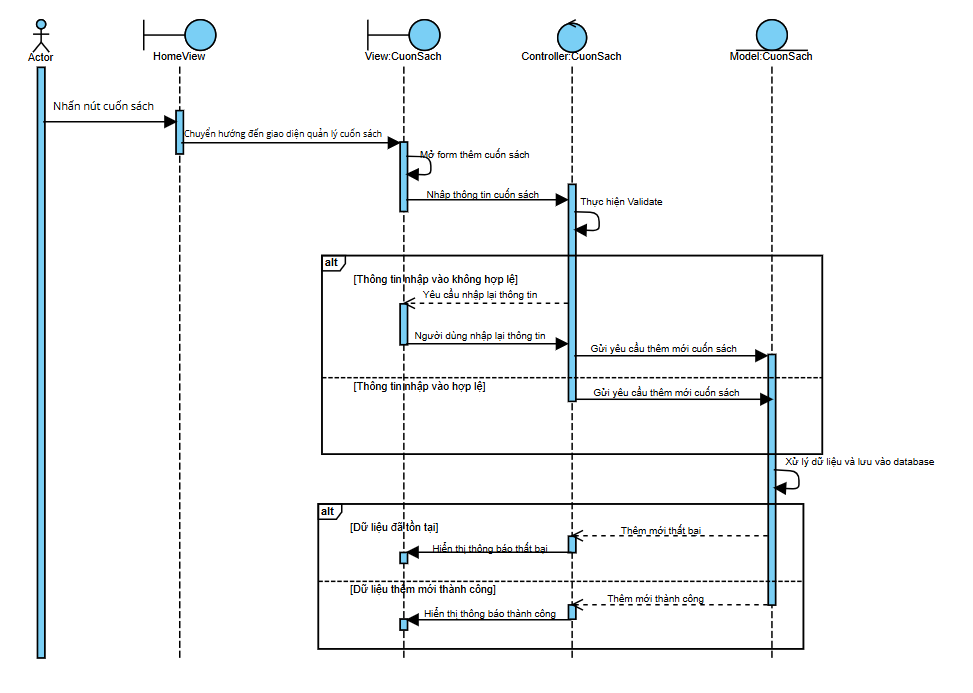 Actor
HomeView
View:CuonSach
Controller:CuonSach
Model:CuonSach
Nhấn nút cuốn sách
Chuyển hướng đến giao diện quản lý cuốn sách
Mở form thêm cuốn sách
Nhập thông tin cuốn sách
Thực hiện Validate
alt
[Thông tin nhập vào không hợp lệ]
Yêu cầu nhập lại thông tin
Người dùng nhập lại thông tin
Gửi yêu cầu thêm mới cuốn sách
[Thông tin nhập vào hợp lệ]
Gửi yêu cầu thêm mới cuốn sách
Xử lý dữ liệu và lưu vào database
alt
[Dữ liệu đã tồn tại]
Thêm mới thất bại
Hiển thị thông báo thất bại
[Dữ liệu thêm mới thành công]
Thêm mới thành công
Hiển thị thông báo thành công